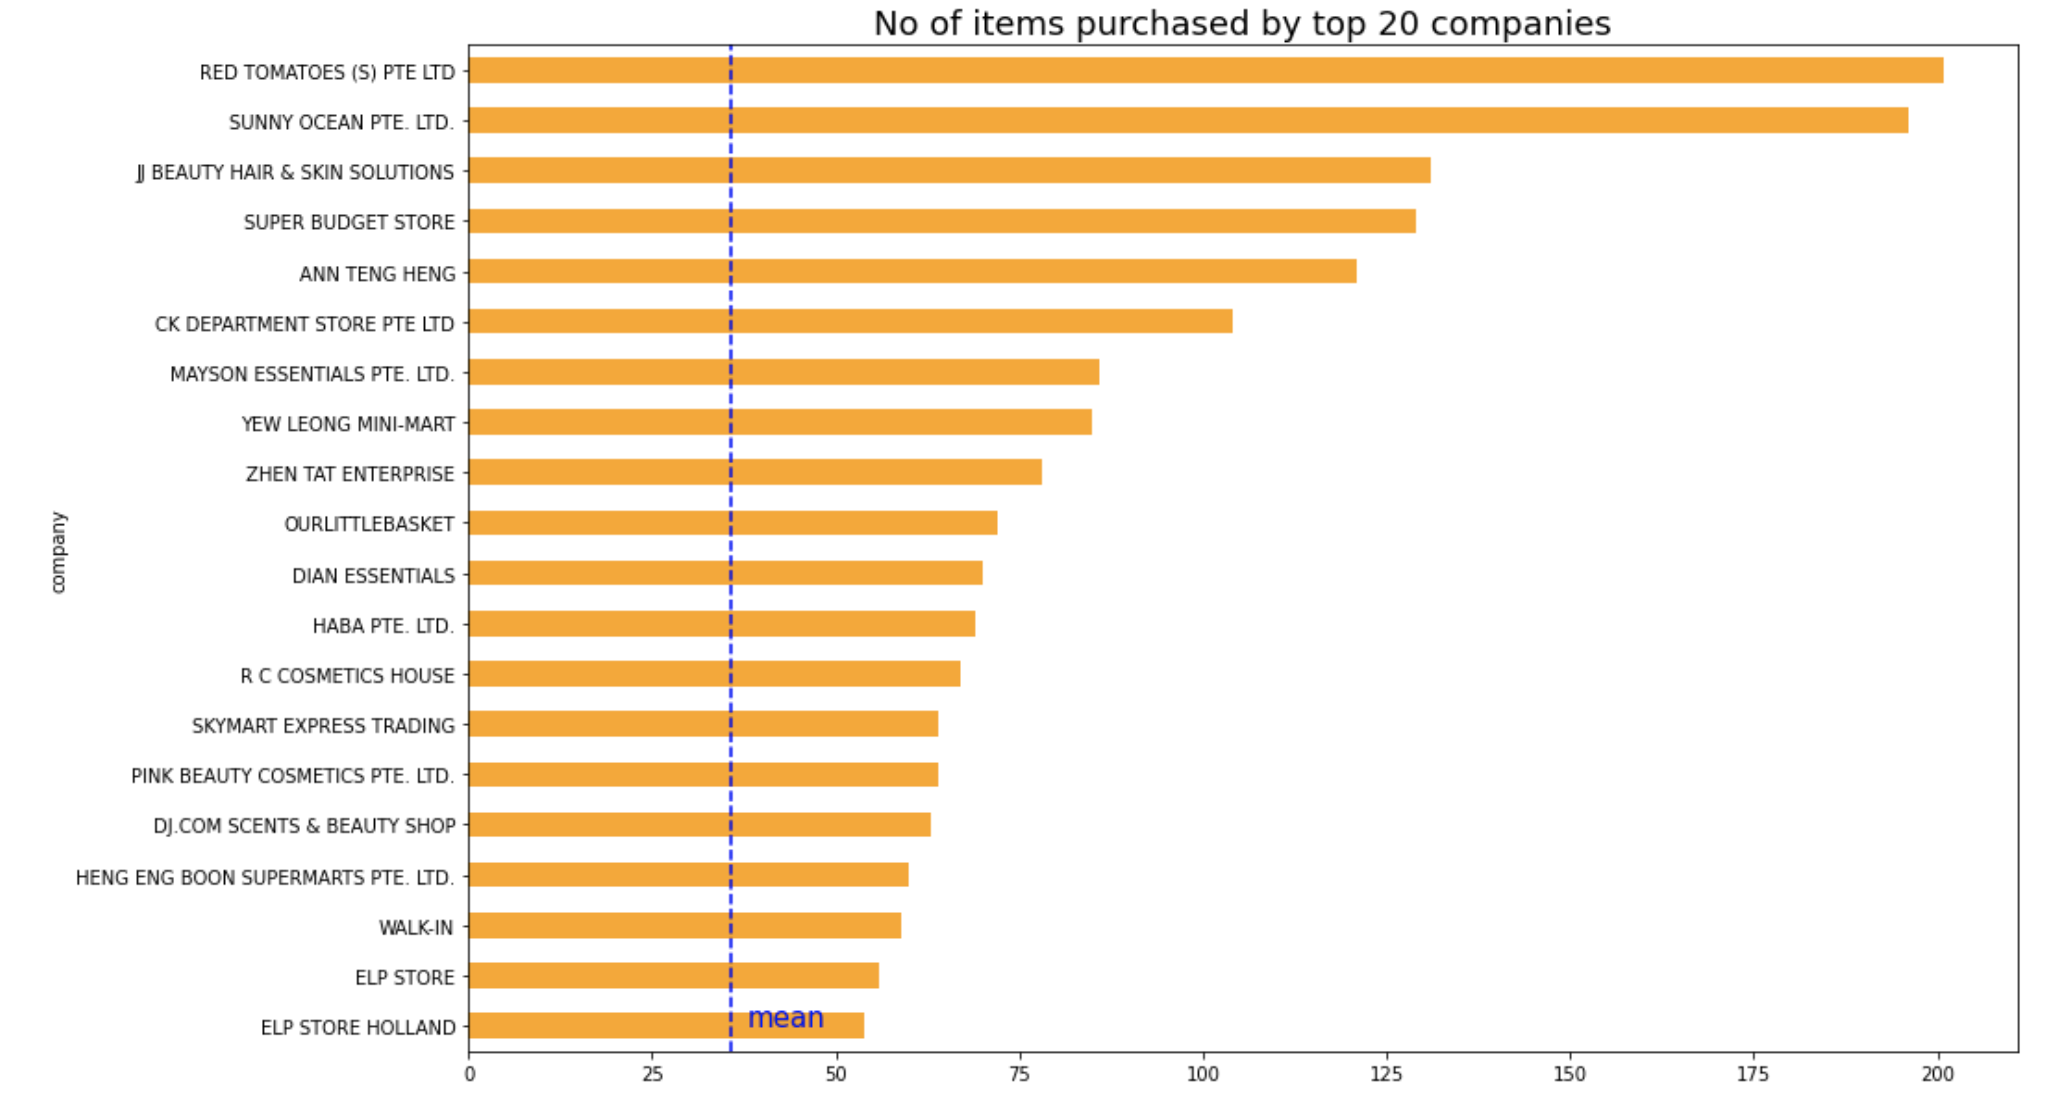 No of items purchased by top 20 companies
RED TOMATOES (S) PTE LTD
SUNNY OCEAN PTE. LTD.
JJ BEAUTY HAIR & SKIN SOLUTIONS
SUPER BUDGET STORE
ANN TENG HENG
CK DEPARTMENT STORE PTE LTD
MAYSON ESSENTIALS PTE. LTD.
YEW LEONG MINI-MART
ZHEN TAT ENTERPRISE
OURLITTLEBASKET
DIAN ESSENTIALS
HABA PTE. LTD.
R C COSMETICS HOUSE
SKYMART EXPRESS TRADING
PINK BEAUTY COSMETICS PTE. LTD.
DJ.COM SCENTS & BEAUTY SHOP
HENG ENG BOON SUPERMARTS PTE. LTD.
WALK-IN
ELP STORE
ELP STORE HOLLAND
company
mean
0 25 50 75 100 125 150 175 200